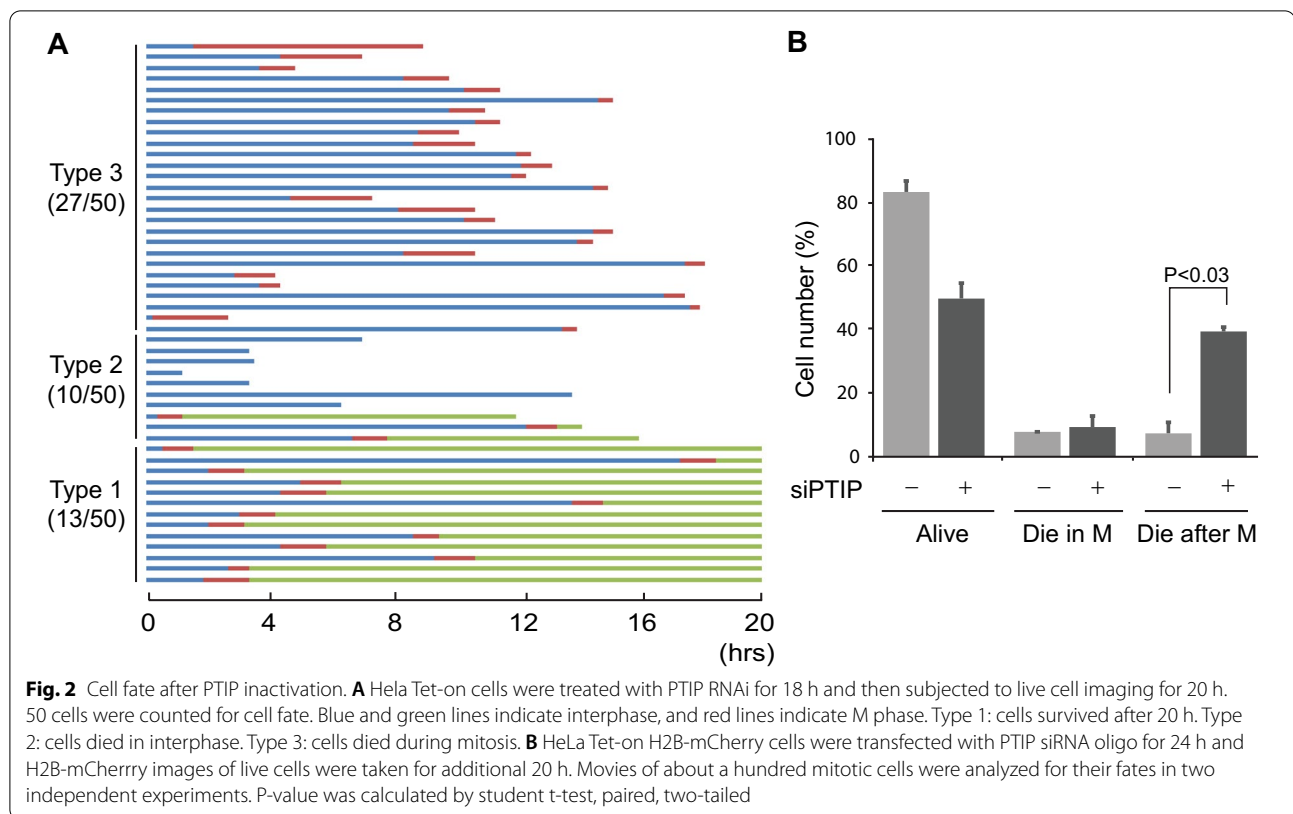 A
Type 3
(27/50)
Type 2
(10/50)
Type 1
(13/50)
0 4 8 12 16 20
(hrs)
B
100
80
60
40
20
0
Cell number (%)
P<0.03
siPTIP − + − + − +
Alive Die in M Die after M
Fig. 2 Cell fate after PTIP inactivation. A Hela Tet-on cells were treated with PTIP RNAi for 18 h and then subjected to live cell imaging for 20 h.
50 cells were counted for cell fate. Blue and green lines indicate interphase, and red lines indicate M phase. Type 1: cells survived after 20 h. Type
2: cells died in interphase. Type 3: cells died during mitosis. B HeLa Tet-on H2B-mCherry cells were transfected with PTIP siRNA oligo for 24 h and
H2B-mCherrry images of live cells were taken for additional 20 h. Movies of about a hundred mitotic cells were analyzed for their fates in two
independent experiments. P-value was calculated by student t-test, paired, two-tailed